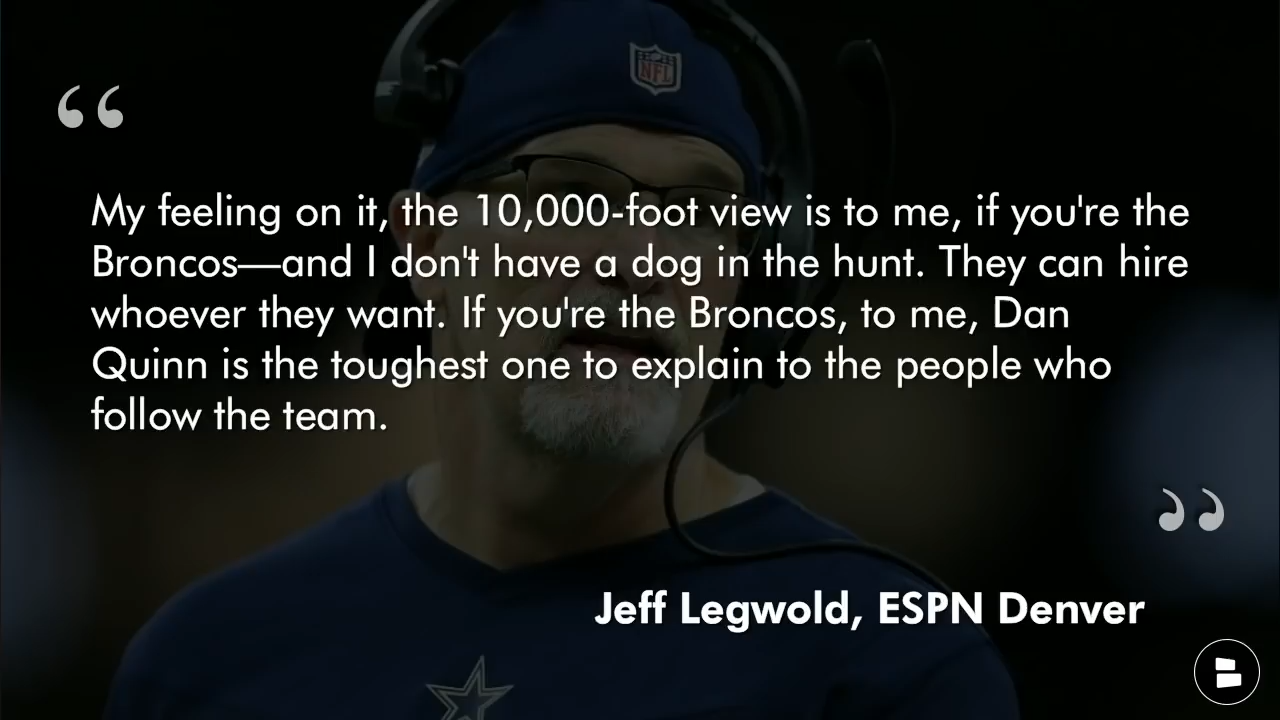 NFL
“
My feeling on it, the 10,000-foot view is to me, if you're the
Broncos—and I don't have a dog in the hunt. They can hire
whoever they want. If you're the Broncos, to me, Dan
Quinn is the toughest one to explain to the people who
follow the team.
”
Jeff Legwold, ESPN Denver